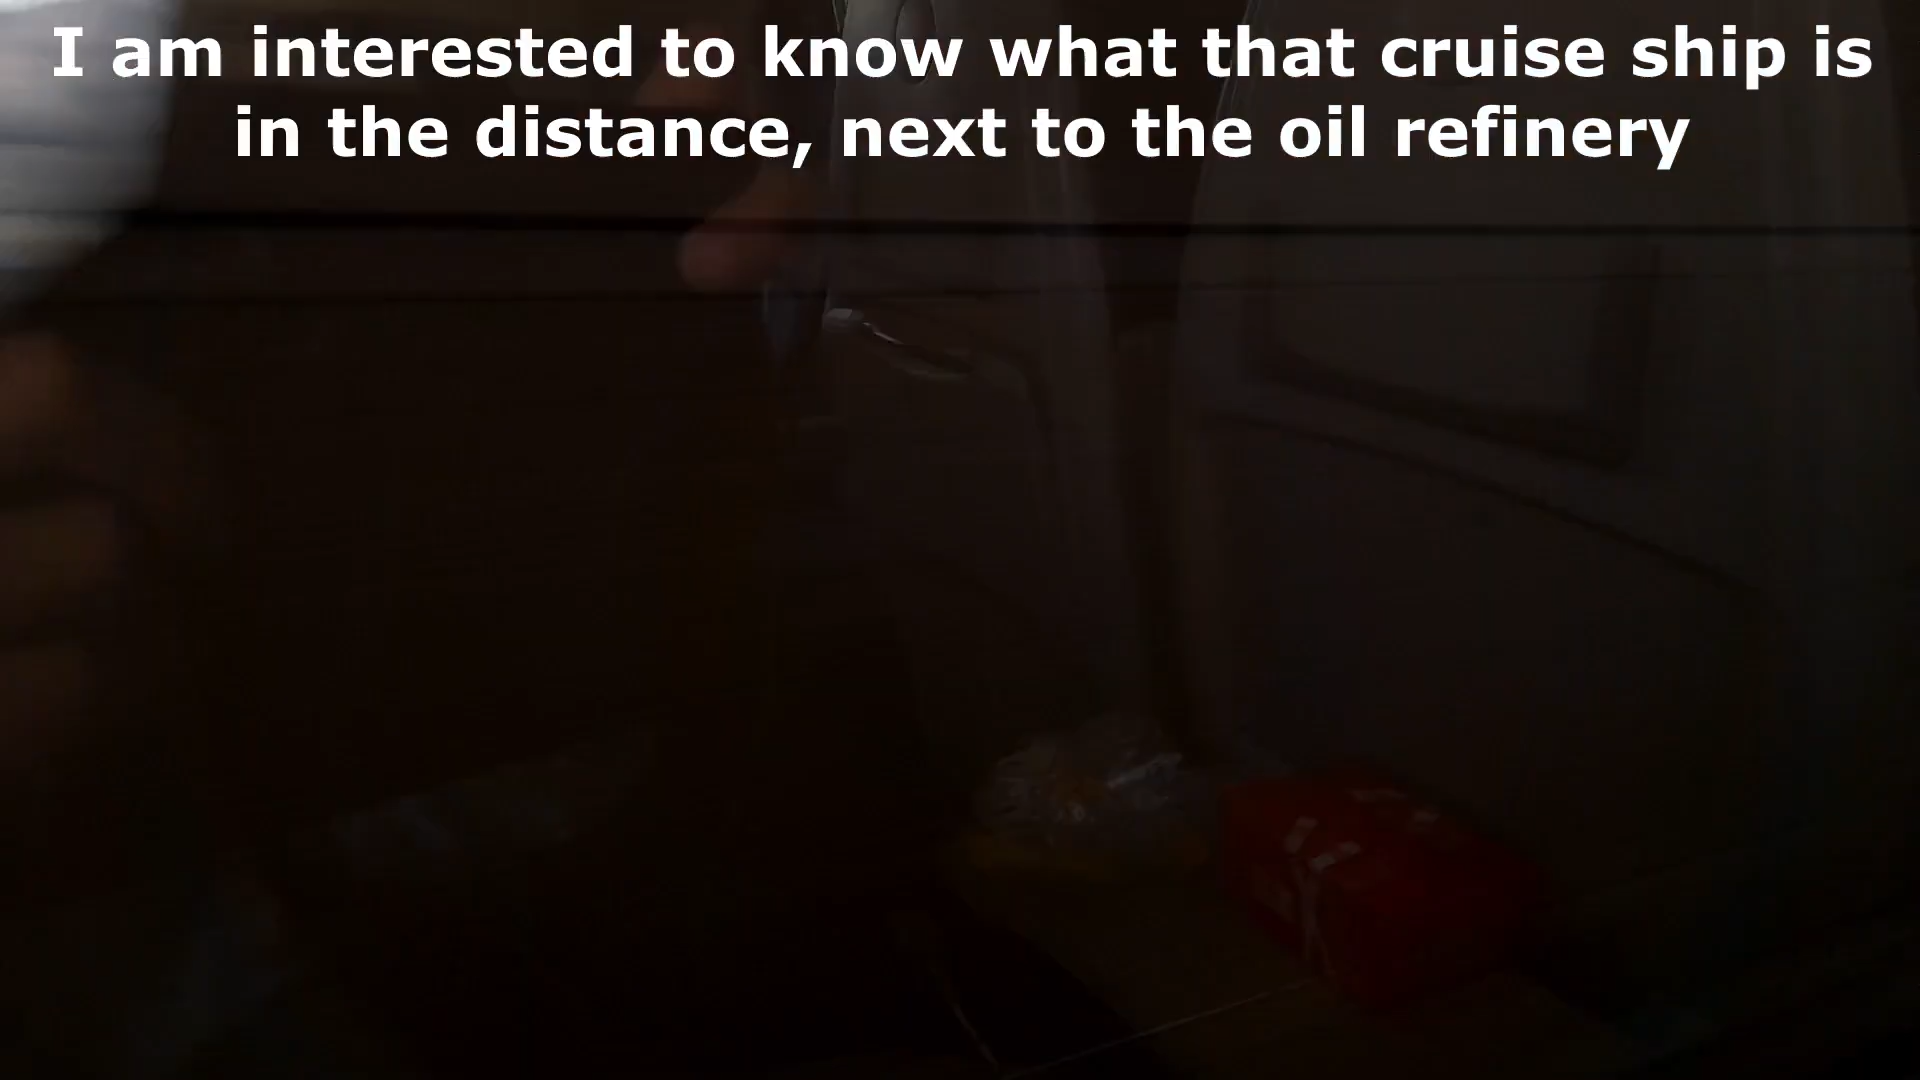 I am interested to know what that cruise ship is
in the distance, next to the oil refinery